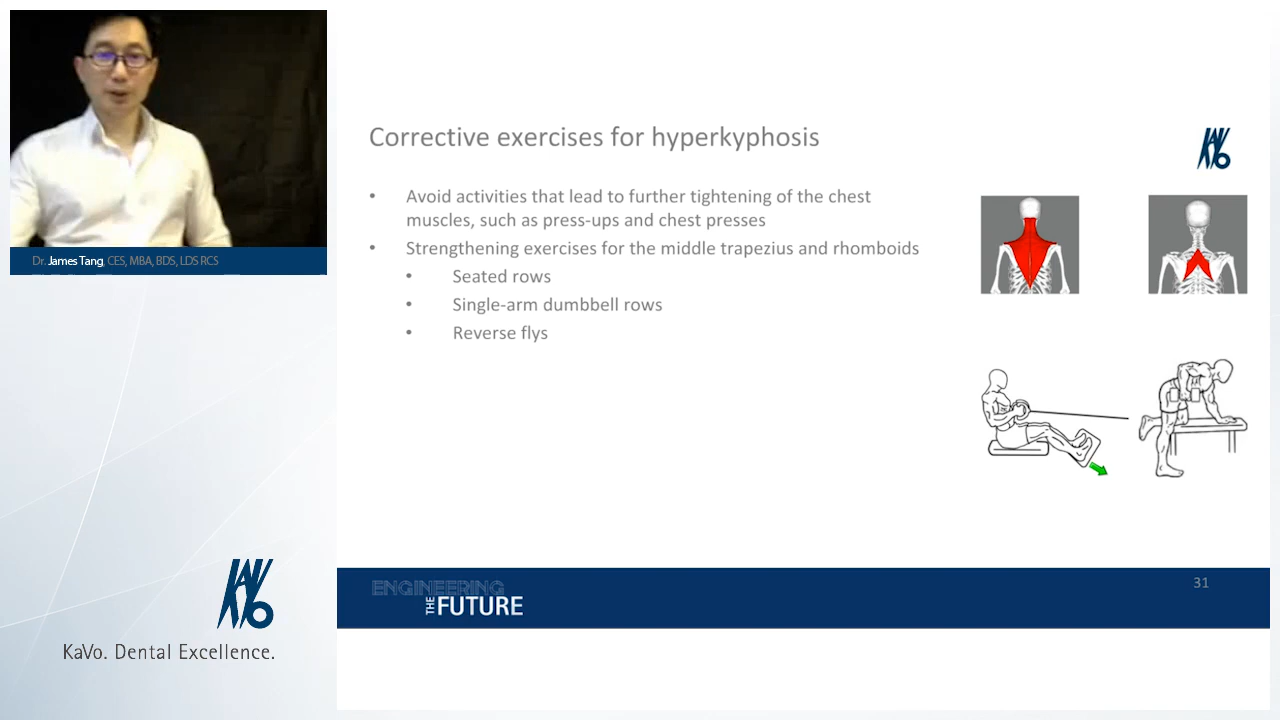 Dr. James Tang, CES, MBA, BDS, LDS RCS
KAVO
KaVo. Dental Excellence.
Corrective exercises for hyperkyphosis
KAVO
• Avoid activities that lead to further tightening of the chest
muscles, such as press-ups and chest presses
• Strengthening exercises for the middle trapezius and rhomboids
• Seated rows
• Single-arm dumbbell rows
• Reverse flys
ENGINEERING
THE FUTURE
31